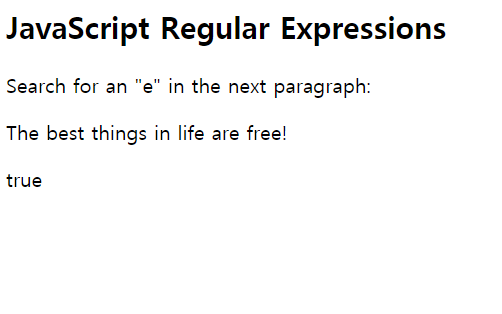 JavaScript Regular Expressions
Search for an "e" in the next paragraph:
The best things in life are free!
true